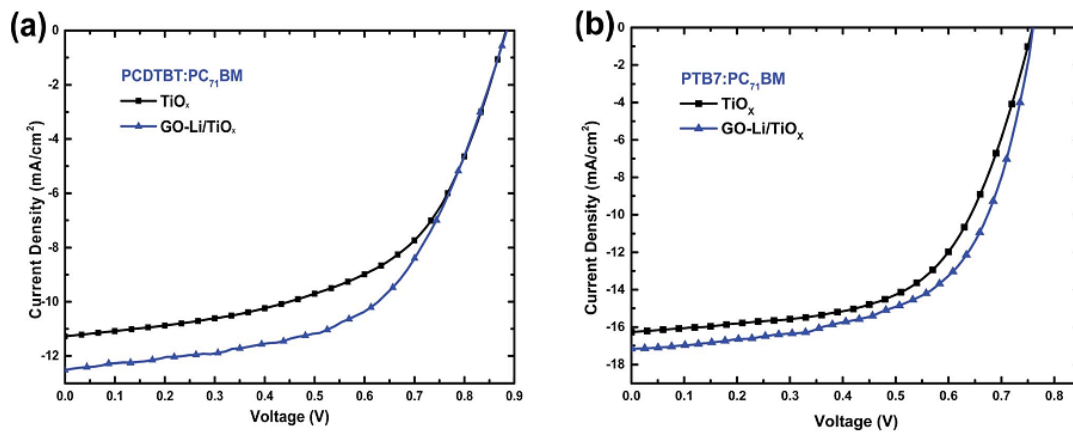 (a)
PCDTBT:PC₇₁BM
TiOₓ
GO-Li/TiOₓ
0
-2
-4
-6
-8
-10
-12
Current Density (mA/cm²)
0.0 0.1 0.2 0.3 0.4 0.5 0.6 0.7 0.8 0.9
Voltage (V)
(b)
PTB7:PC₇₁BM
TiOₓ
GO-Li/TiOₓ
0
-2
-4
-6
-8
-10
-12
-14
-16
-18
Current Density (mA/cm²)
0.0 0.1 0.2 0.3 0.4 0.5 0.6 0.7 0.8
Voltage (V)